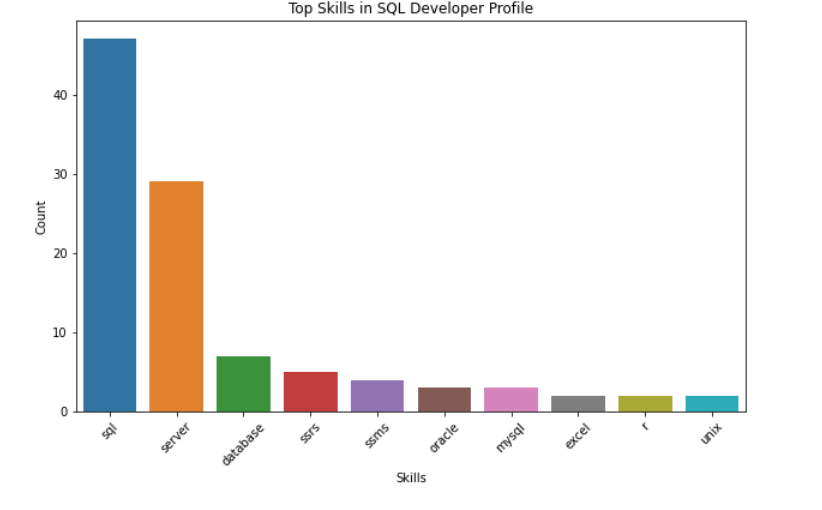 Top Skills in SQL Developer Profile
40
30
20
10
0
Count
sql
server
database
ssrs
ssms
oracle
mysql
excel
r
unix
Skills